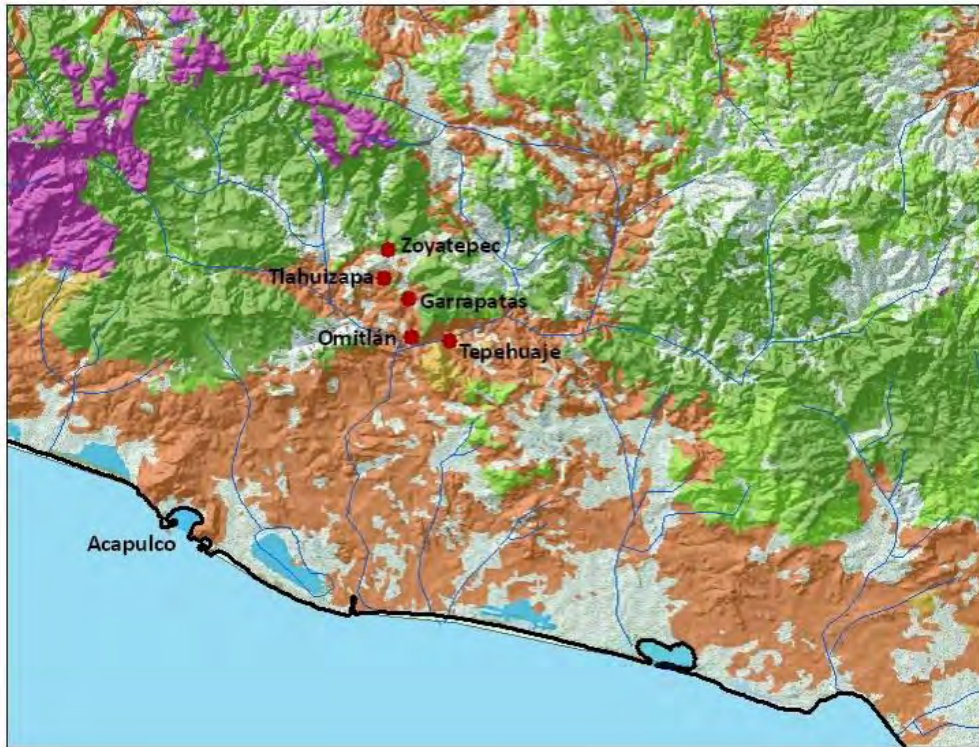 Zoyatepec
Tlahuizapa
Garrapatas
Omitlán
Tepehuaje
Acapulco